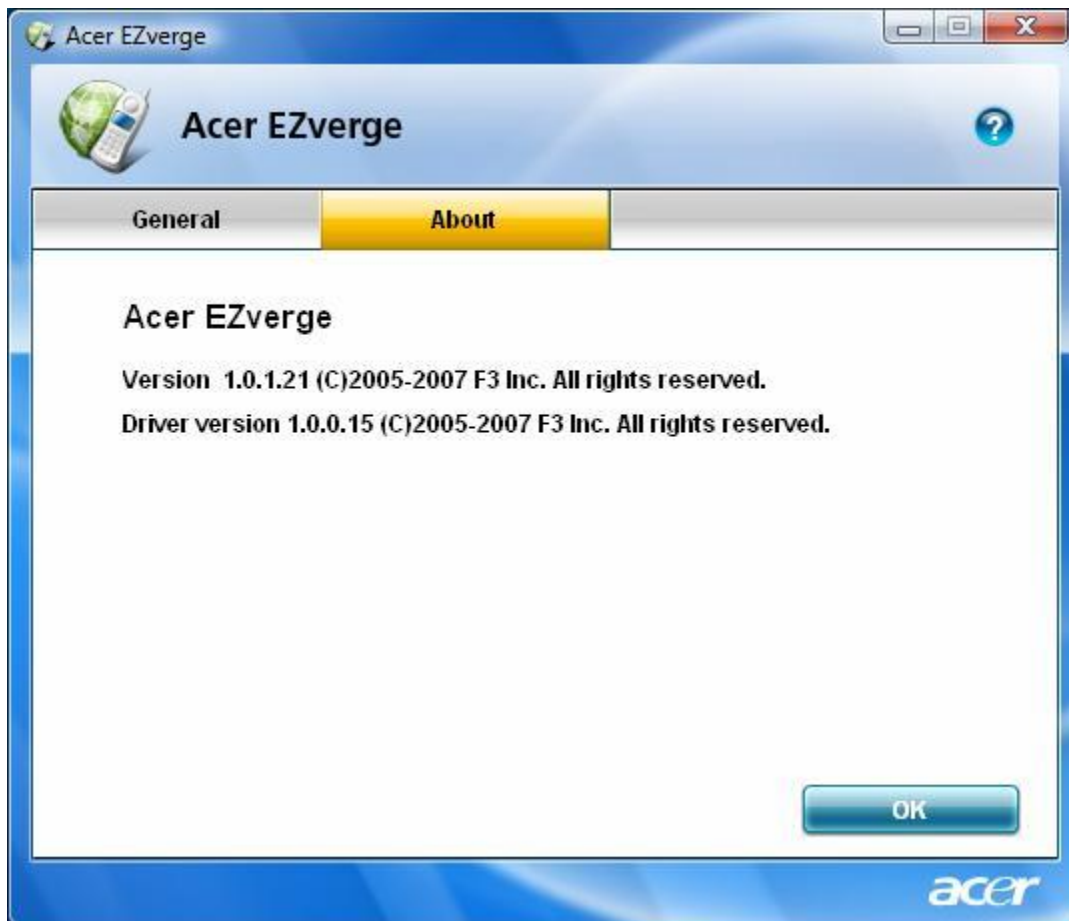 Acer EZverge
Acer EZverge
General About
Acer EZverge
Version 1.0.1.21 (C)2005-2007 F3 Inc. All rights reserved.
Driver version 1.0.0.15 (C)2005-2007 F3 Inc. All rights reserved.
OK
acer